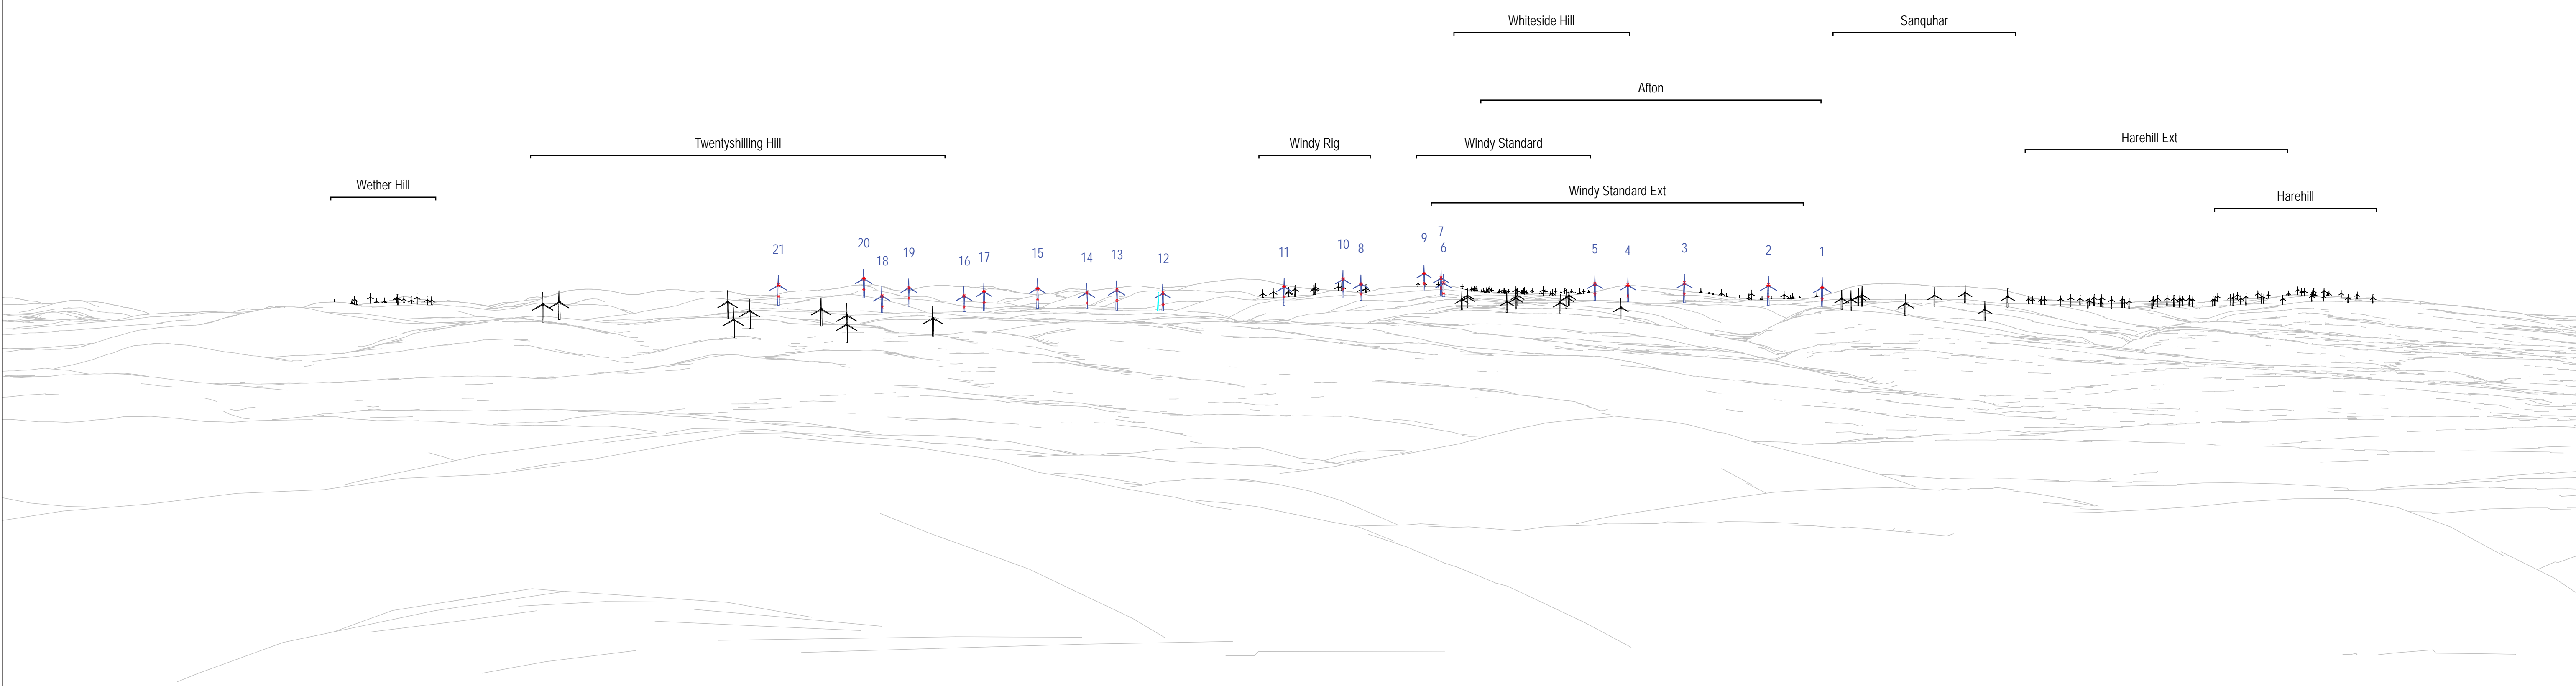 Whiteside Hill
Sanquhar
Afton
Harehill Ext
Twentyshilling Hill
Windy Rig
Windy Standard
Wether Hill
Windy Standard Ext
Harehill
21
20
18
19
16
17
15
14
13
12
11
10
8
9
7
6
5
4
3
2
1